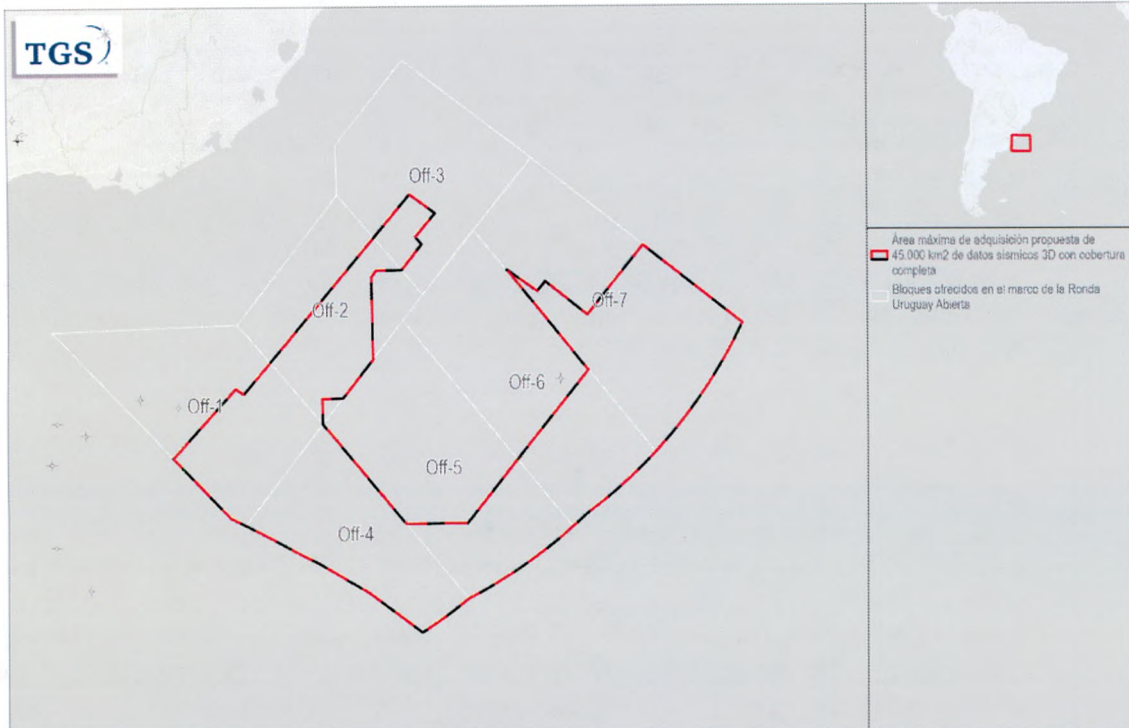 TGS
Off-3
Off-2
Off-7
Off-6
Off-1
Off-5
Off-4
Área máxima de adquisición propuesta de
45.000 km2 de datos sísmicos 3D con cobertura
completa
Bloques ofrecidos en el marco de la Ronda
Uruguay Abierta